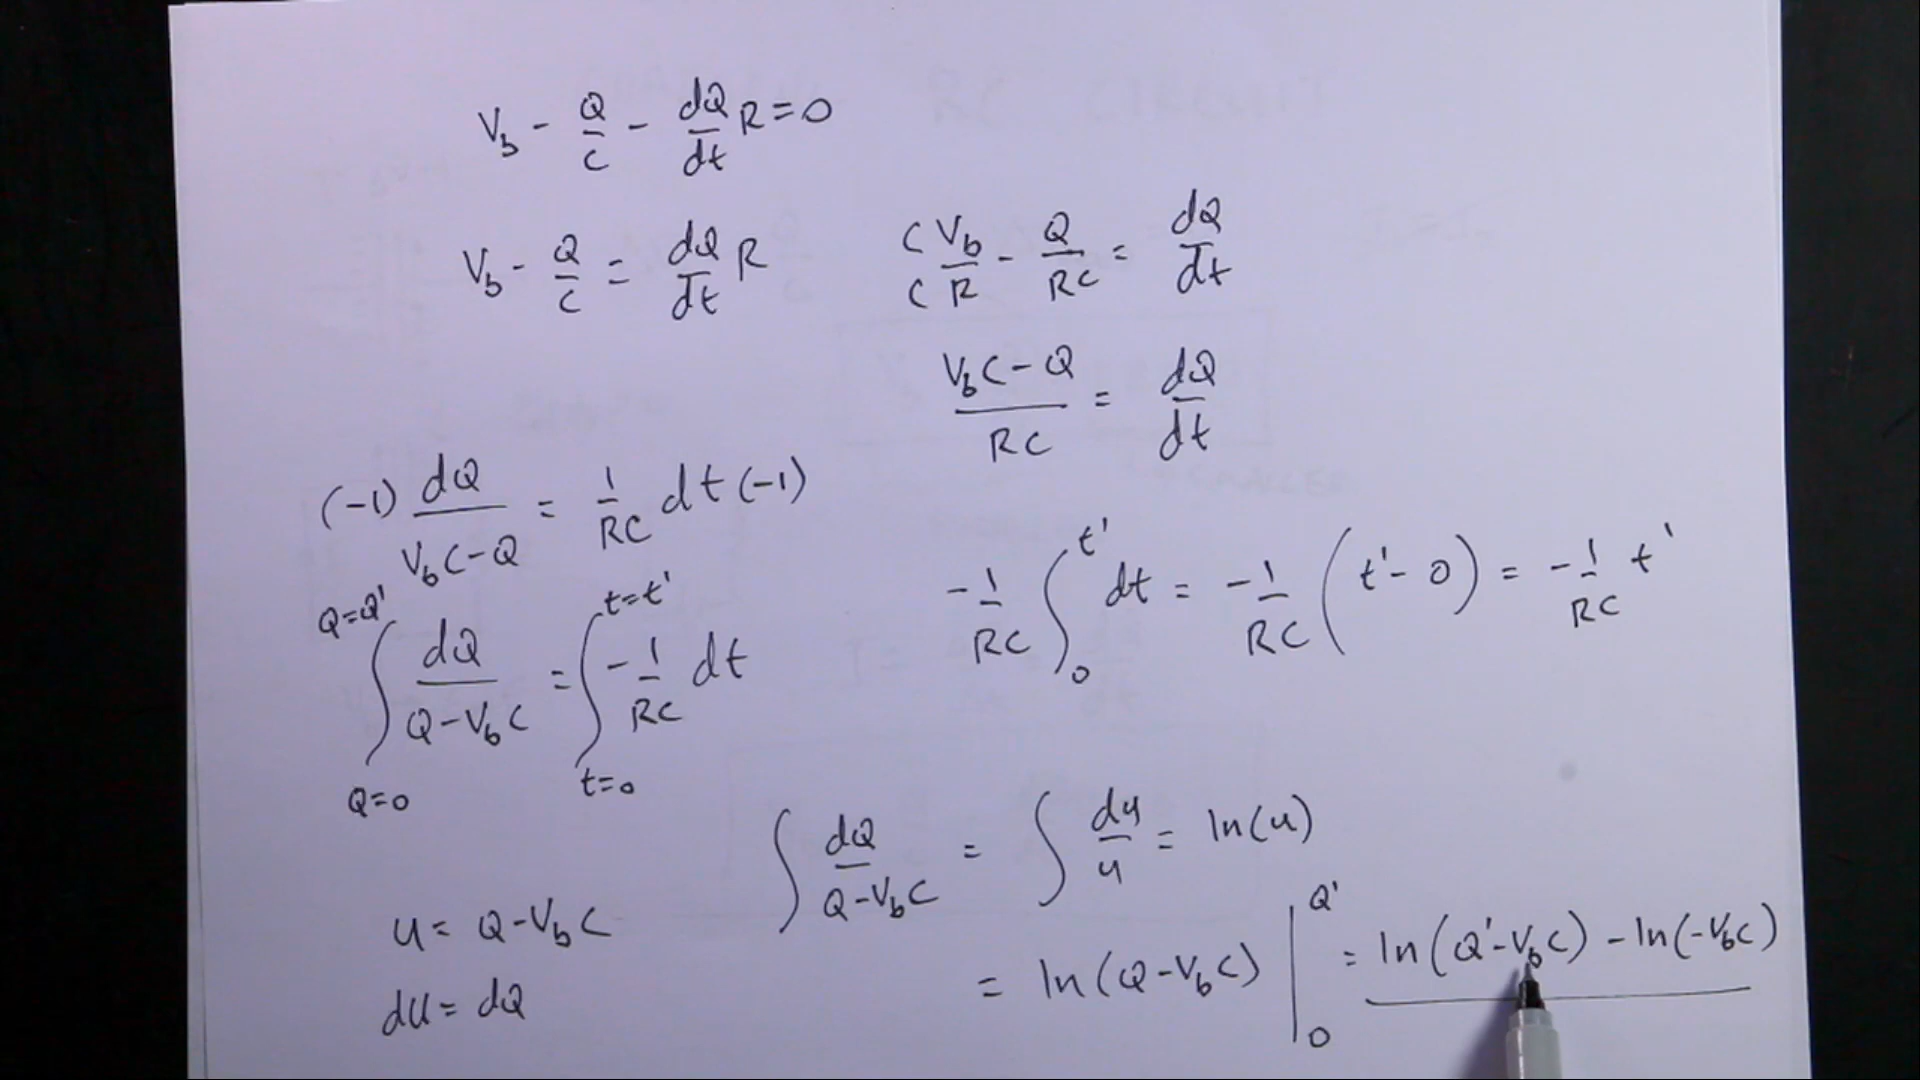 V_b - Q/C - dQ/dt R = 0
V_b - Q/C = dQ/dt R
C V_b / C R - Q/RC = dQ/dt
V_b C - Q / RC = dQ/dt
(-1) dQ / V_b C - Q = 1/RC dt (-1)
∫_{Q=0}^{Q=Q'} dQ / Q - V_b C = ∫_{t=0}^{t=t'} - 1/RC dt
- 1/RC ∫_0^{t'} dt = - 1/RC (t' - 0) = - 1/RC t'
u = Q - V_b C
du = dQ
∫ dQ / Q - V_b C = ∫ du/u = ln(u)
= ln(Q - V_b C) |_0^{Q'} = ln(Q' - V_b C) - ln(-V_b C)